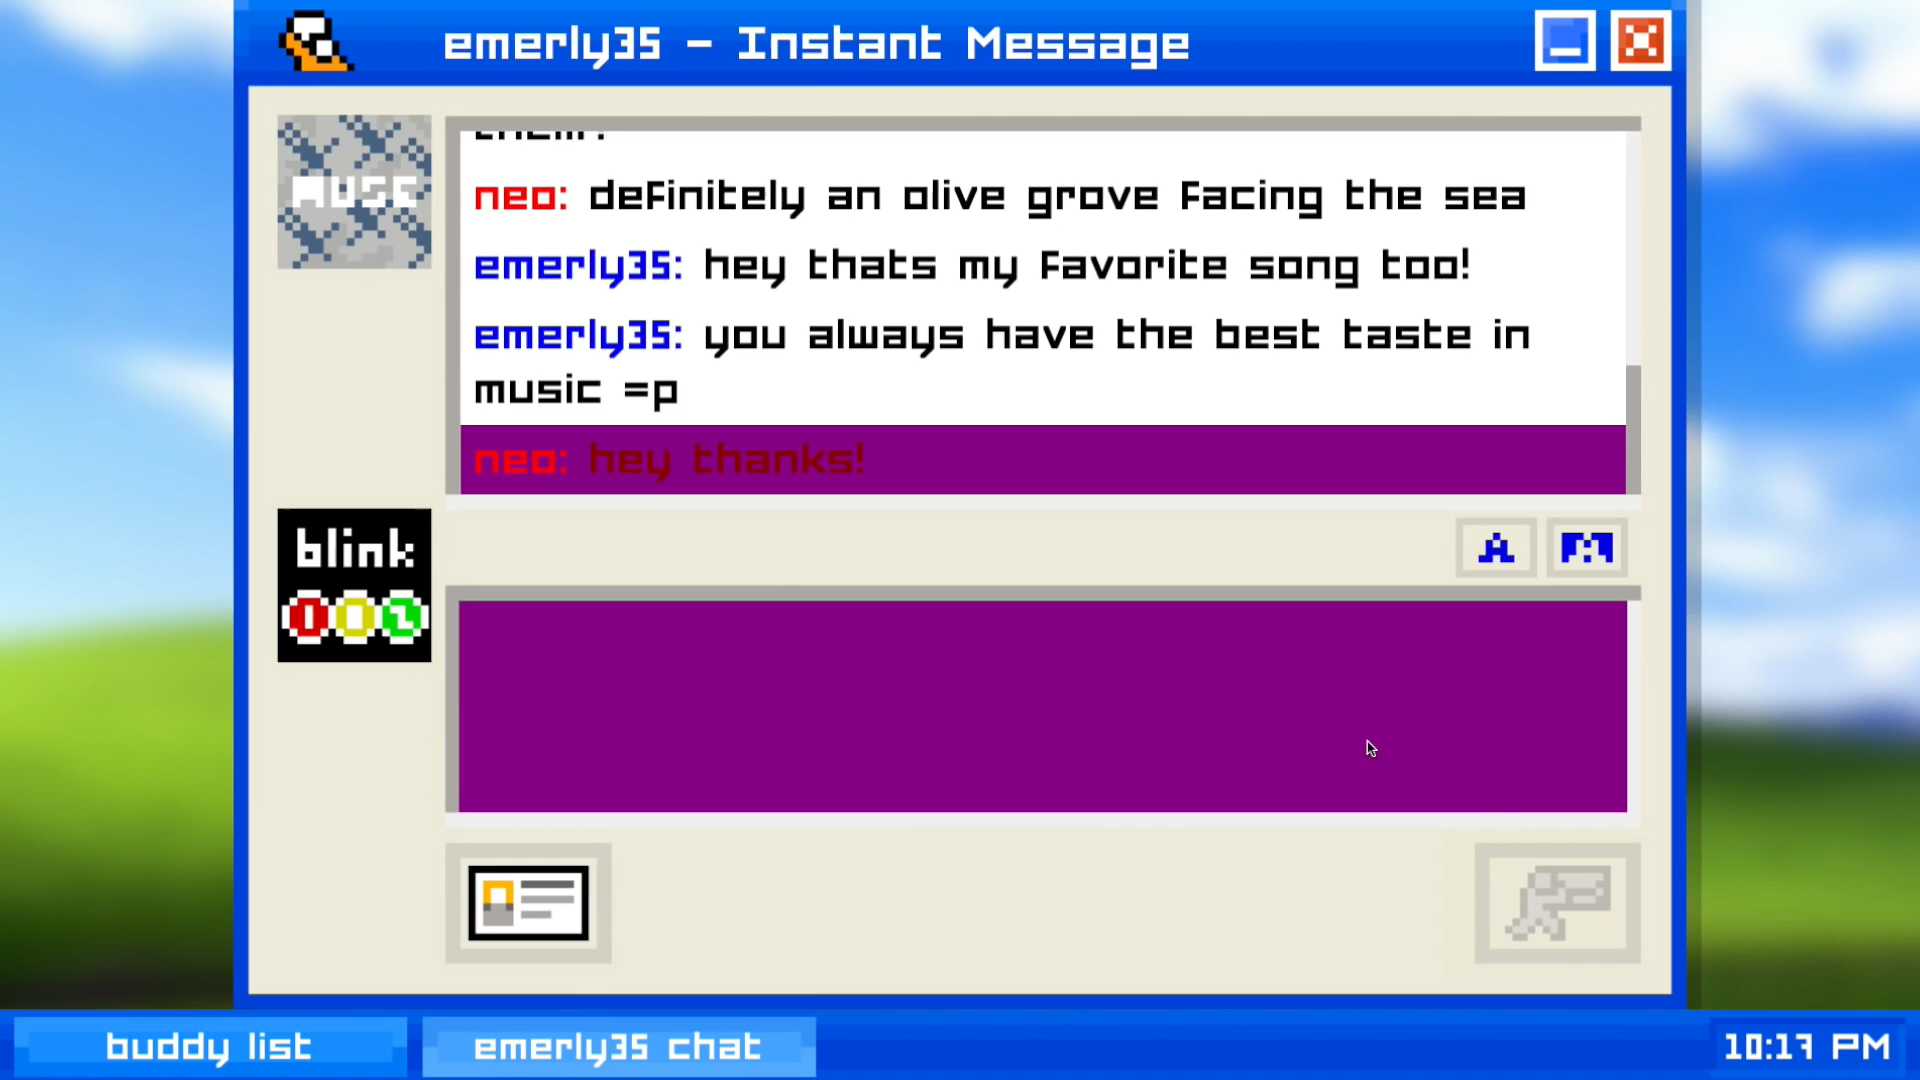 emerly35 - Instant Message
MUSE
neo: definitely an olive grove facing the sea
emerly35: hey thats my favorite song too!
emerly35: you always have the best taste in
music =p
neo: hey thanks!
blink
182
A
buddy list
emerly35 chat
10:17 PM